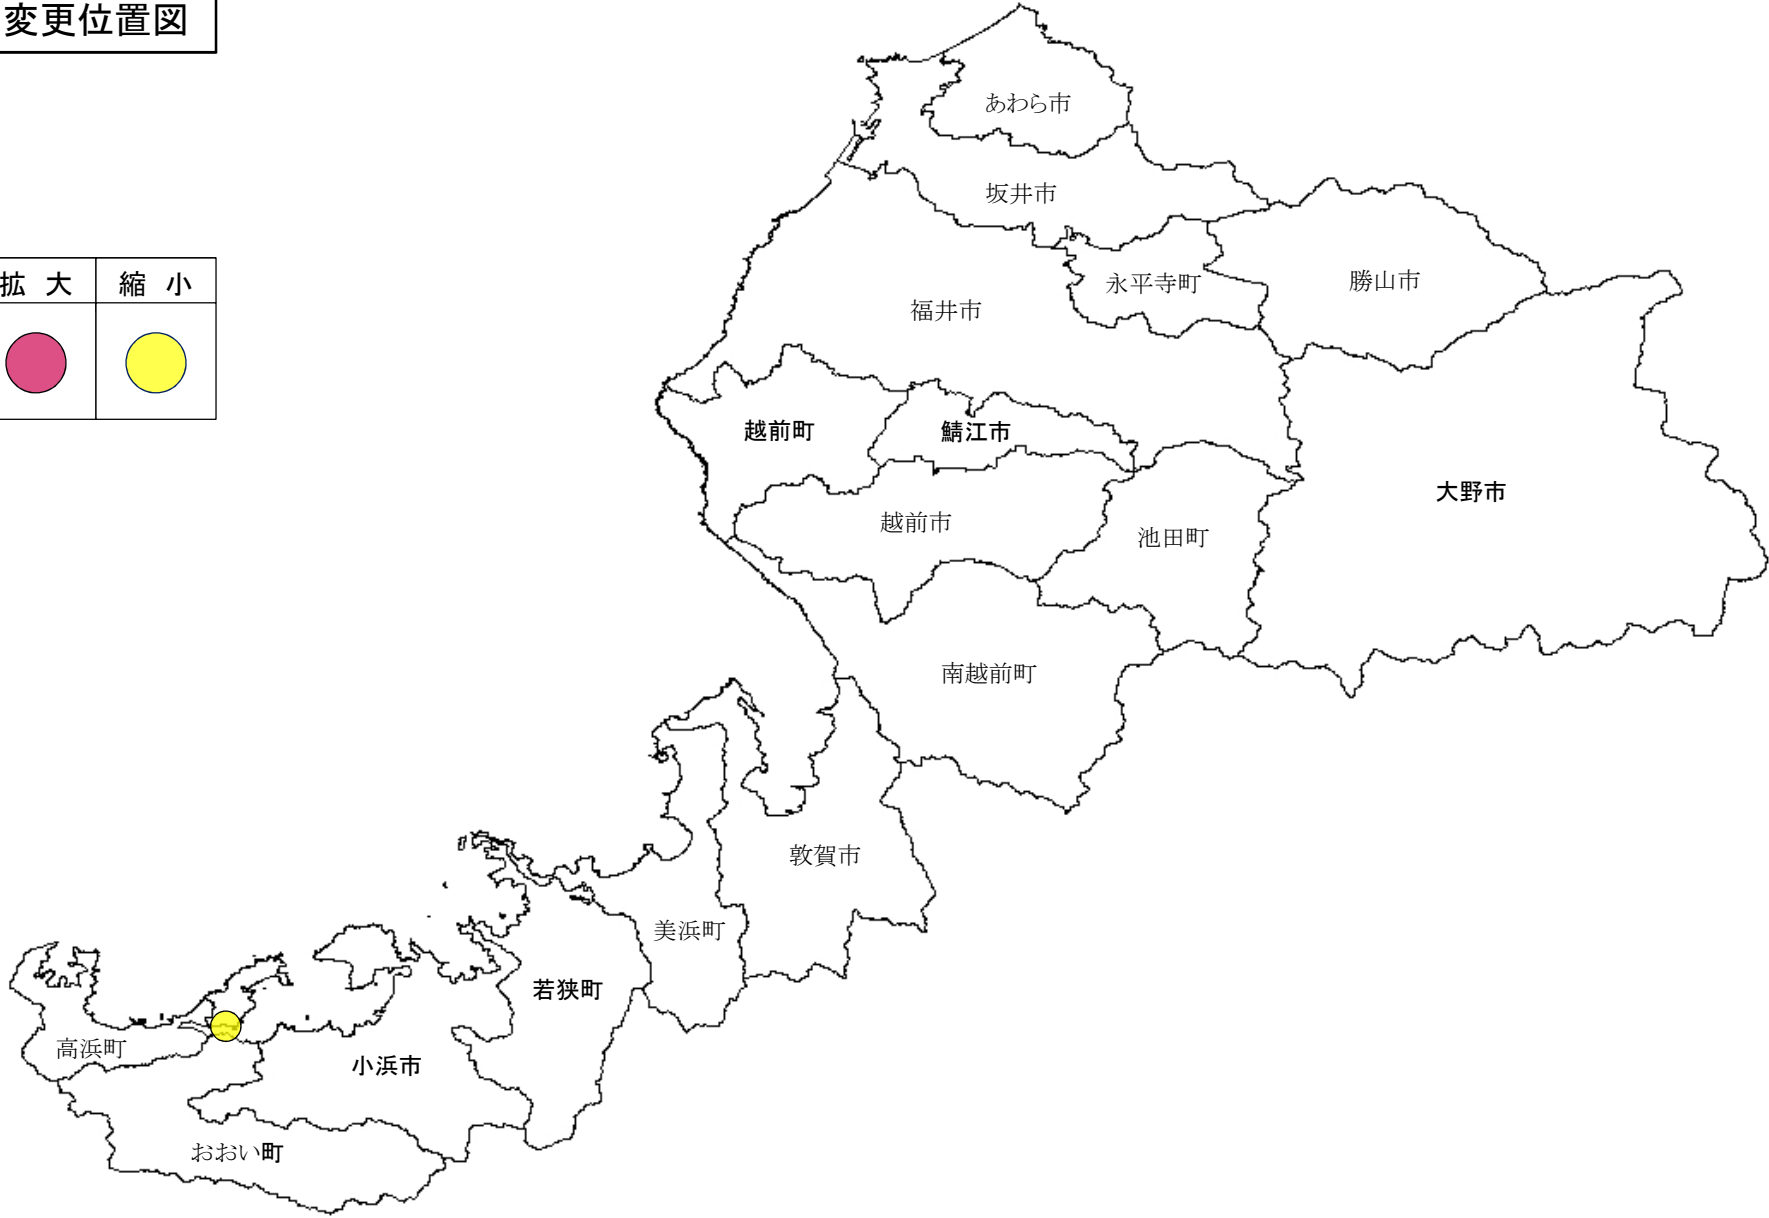 変更位置図
あわら市
坂井市
拡 大
縮 小
永平寺町
勝山市
福井市
越前町
鯖江市
大野市
越前市
池田町
南越前町
敦賀市
美浜町
若狭町
高浜町
小浜市
おおい町